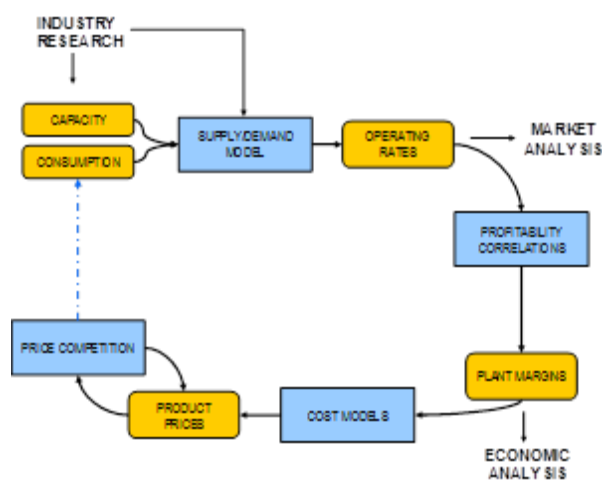 INDUSTRY
RESEARCH
CAPACITY
CONSUMPTION
SUPPLY/DEMAND
MODEL
OPERATING
RATES
MARKET
ANALYSIS
PROFITABILITY
CORRELATIONS
PRICE COMPETITION
PRODUCT
PRICES
COST MODELS
PLANT MARGINS
ECONOMIC
ANALYSIS